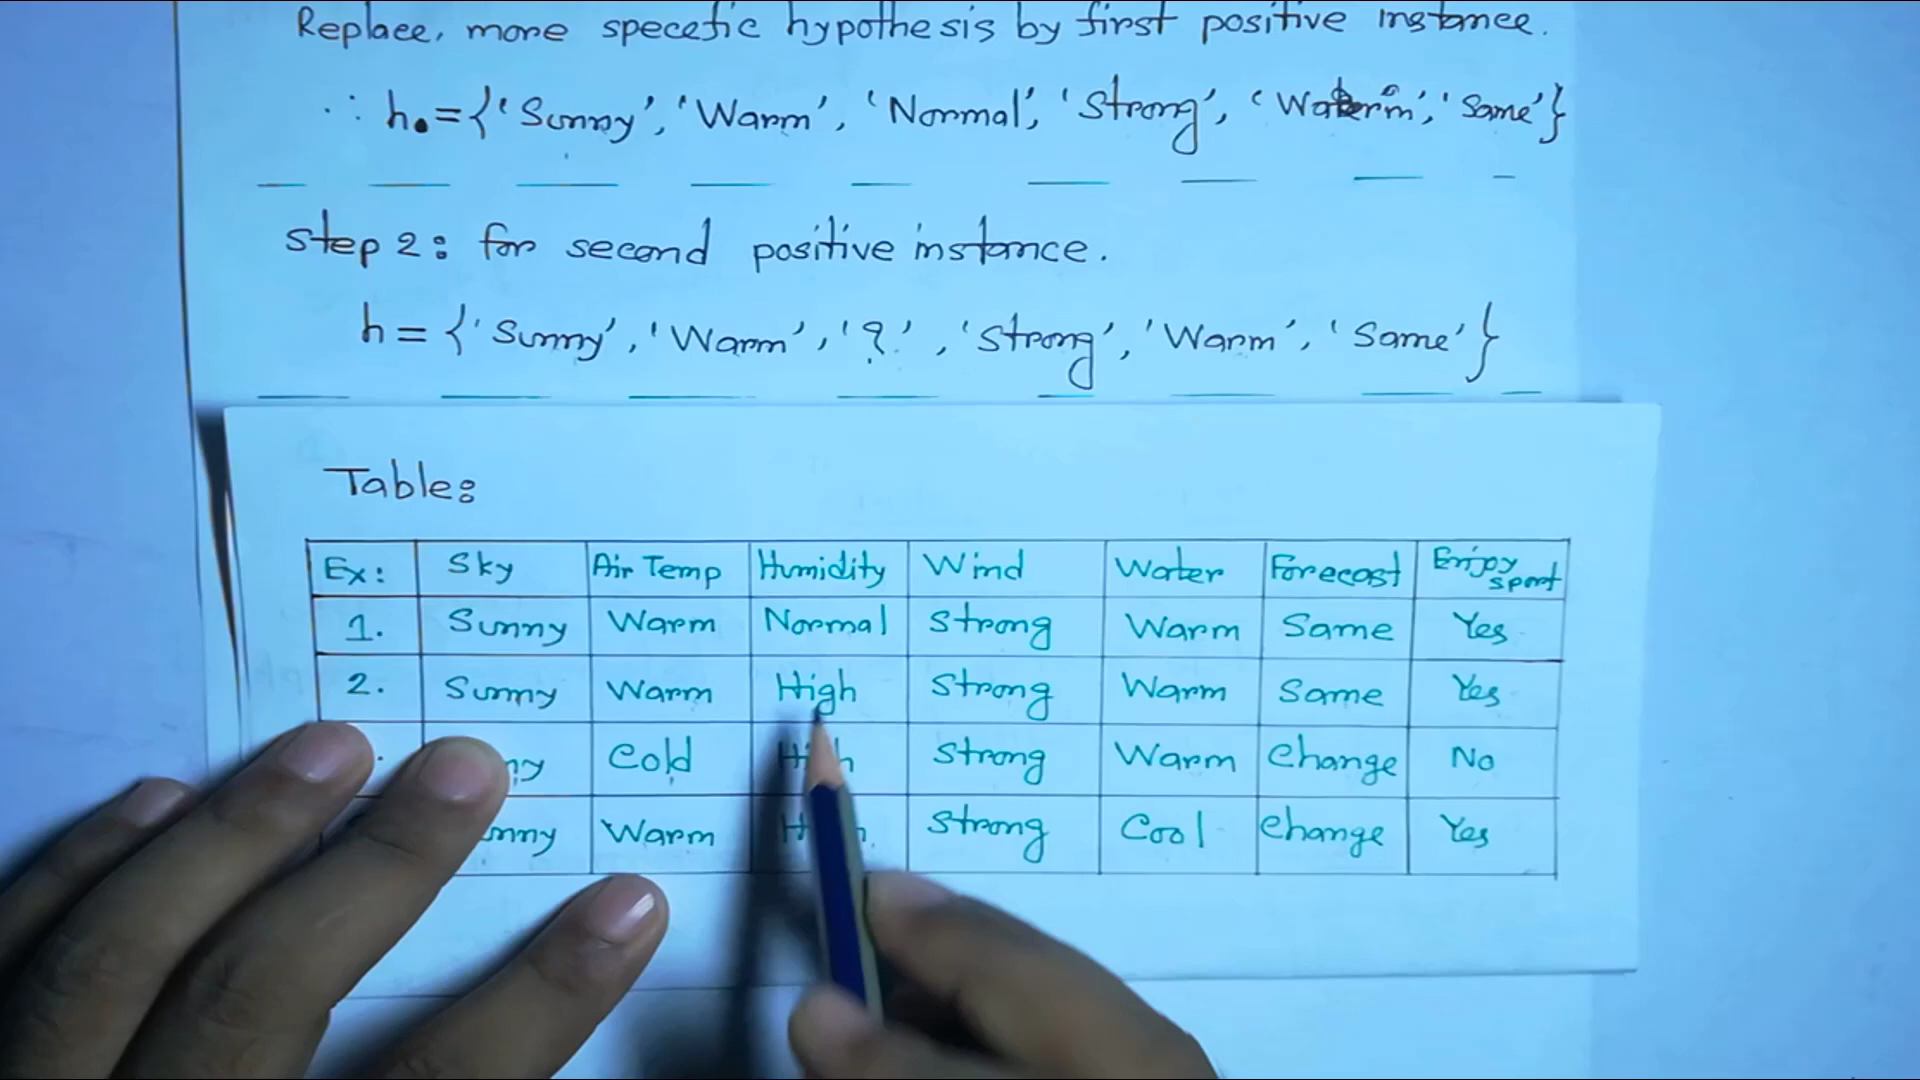 Replace, more specefic hypothesis by first positive instance.
∴ h. = {'Sunny', 'Warm', 'Normal', 'Strong', 'Waterm', 'Same'}
Step 2: for second positive instance.
h = {'Sunny', 'Warm', '?', 'Strong', 'Warm', 'Same'}
Table:
Ex: Sky Air Temp Humidity Wind Water Forecast Enjoy sport
1. Sunny Warm Normal Strong Warm Same Yes
2. Sunny Warm High Strong Warm Same Yes
Cold Strong Warm Change No
Warm Strong Cool Change Yes